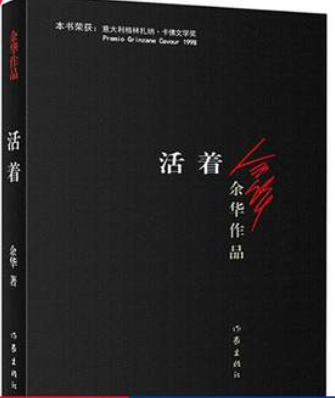 余华作品
活着
余华 著
作家出版社
本书荣获：意大利格林扎纳·卡佛文学奖
Premio Grinzane Cavour 1998
活着
余华
余华作品
作家出版社